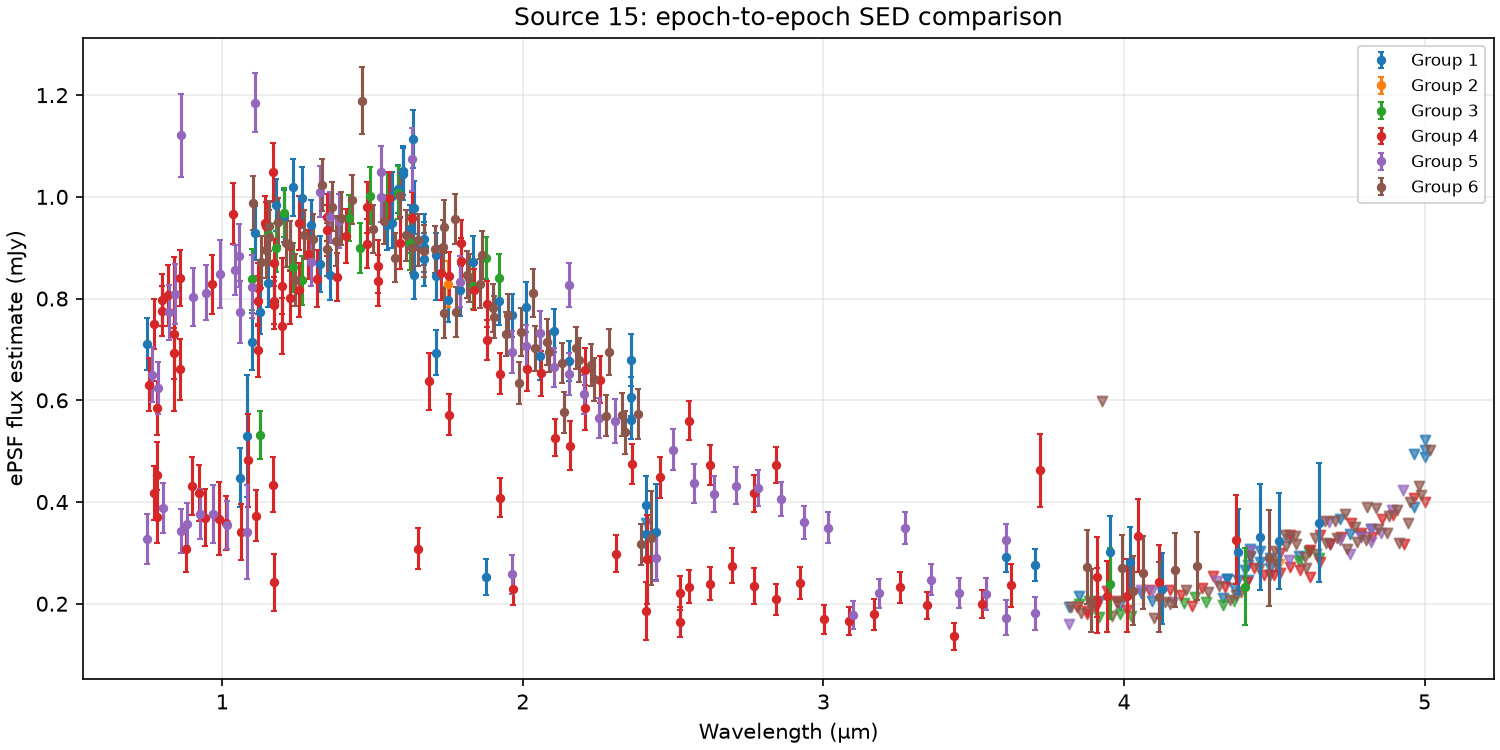 Source 15: epoch-to-epoch SED comparison
ePSF flux estimate (mJy)
1.2
1.0
0.8
0.6
0.4
0.2
Group 1
Group 2
Group 3
Group 4
Group 5
Group 6
1 2 3 4 5
Wavelength (μm)